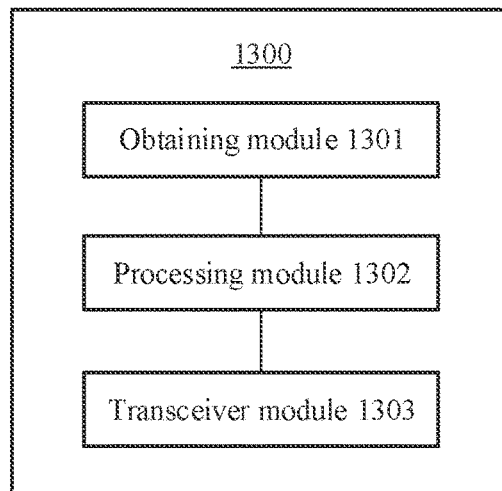 1300
Obtaining module 1301
Processing module 1302
Transceiver module 1303